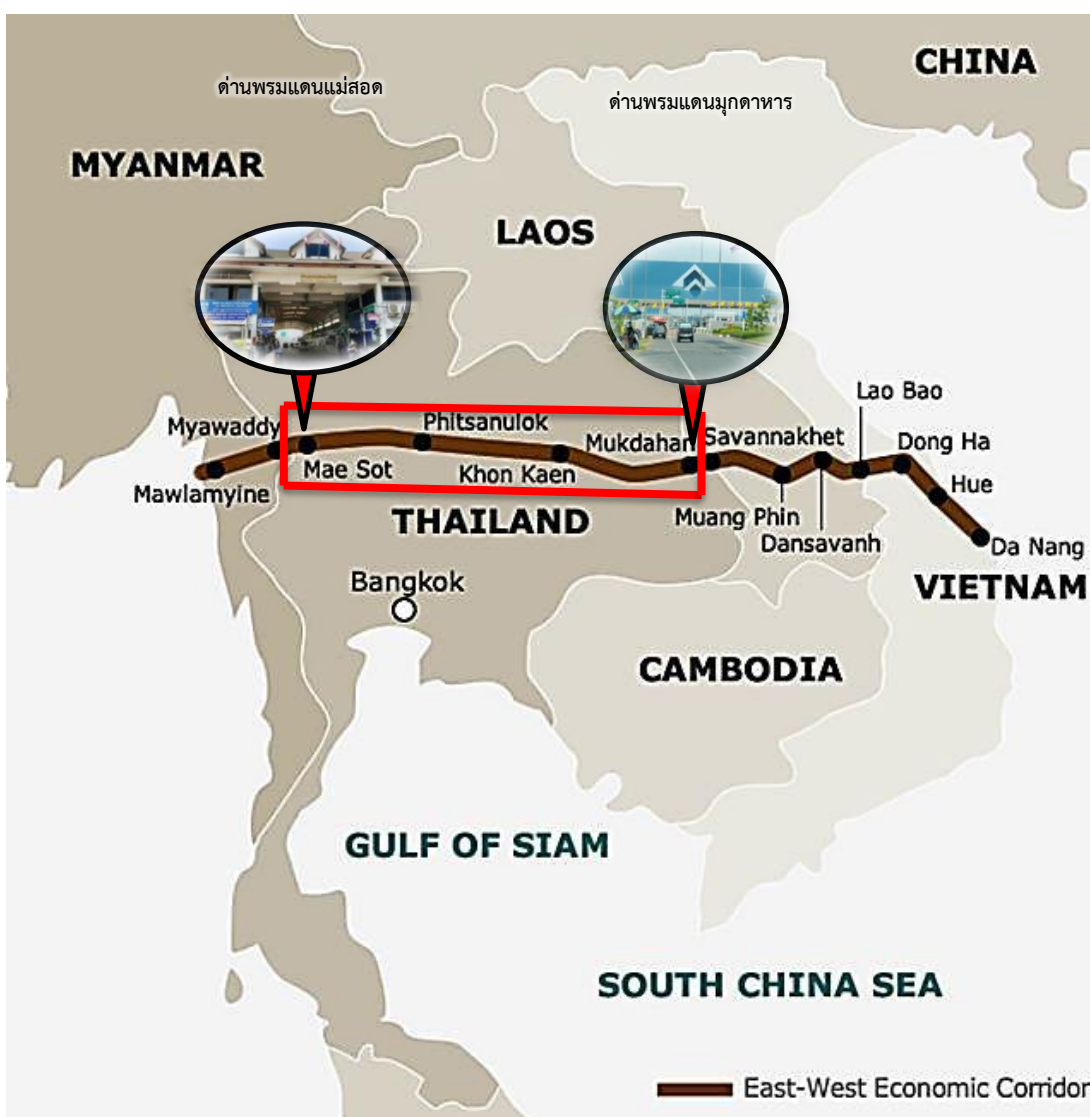 CHINA
ด่านพรมแดนแม่สอด
ด่านพรมแดนมุกดาหาร
MYANMAR
LAOS
Lao Bao
Myawaddy
Phitsanulok
Mukdahan
Savannakhet
Dong Ha
Mae Sot
Khon Kaen
Hue
Mawlamyine
THAILAND
Muang Phin
Dansavanh
Da Nang
Bangkok
VIETNAM
CAMBODIA
GULF OF SIAM
SOUTH CHINA SEA
East-West Economic Corridor